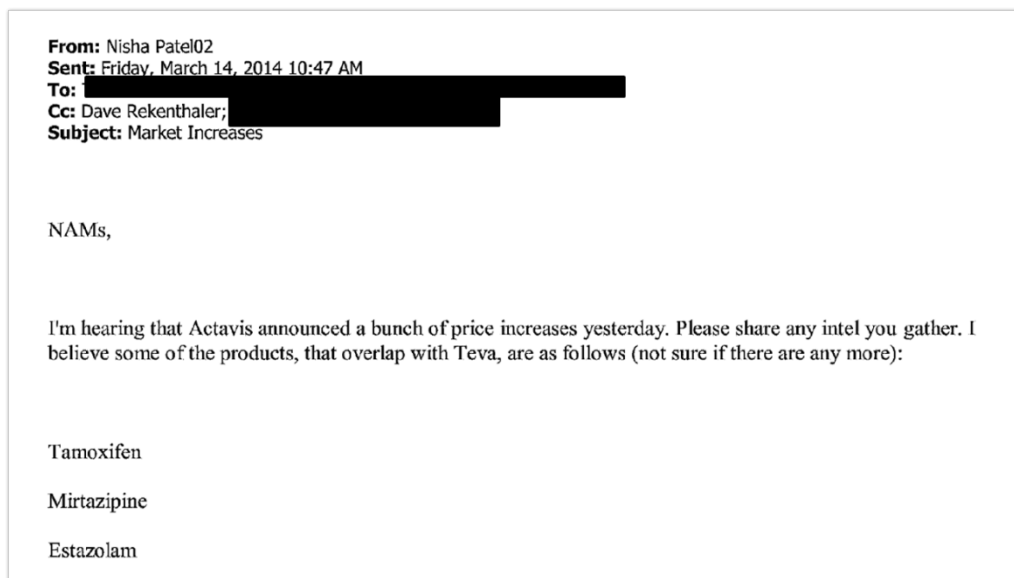 From: Nisha Patel02
Sent: Friday, March 14, 2014 10:47 AM
To:
Cc: Dave Rekenthaler;
Subject: Market Increases
NAMs,
I'm hearing that Actavis announced a bunch of price increases yesterday. Please share any intel you gather. I
believe some of the products, that overlap with Teva, are as follows (not sure if there are any more):
Tamoxifen
Mirtazipine
Estazolam